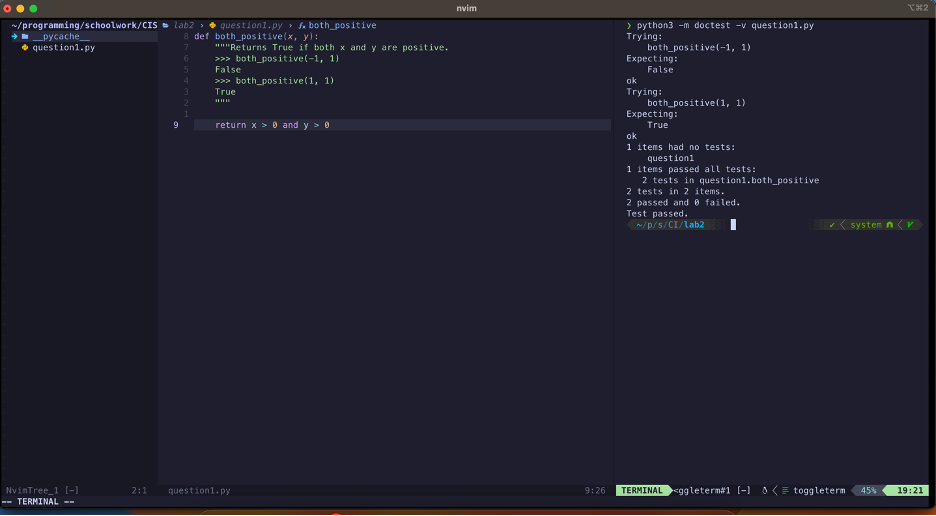 nvim
⌥⌘2
~/programming/schoolwork/CIS
__pycache__
question1.py
lab2 › question1.py › both_positive
8 def both_positive(x, y):
7 """Returns True if both x and y are positive.
6 >>> both_positive(-1, 1)
5 False
4 >>> both_positive(1, 1)
3 True
2 """
1
9 return x > 0 and y > 0
❯ python3 -m doctest -v question1.py
Trying:
both_positive(-1, 1)
Expecting:
False
ok
Trying:
both_positive(1, 1)
Expecting:
True
ok
1 items had no tests:
question1
1 items passed all tests:
2 tests in question1.both_positive
2 tests in 2 items.
2 passed and 0 failed.
Test passed.
~/p/s/CI/lab2 ✔ system
NvimTree_1 [-] 2:1 question1.py 9:26 TERMINAL <ggleterm#1 [-] toggleterm 45% 19:21
-- TERMINAL --